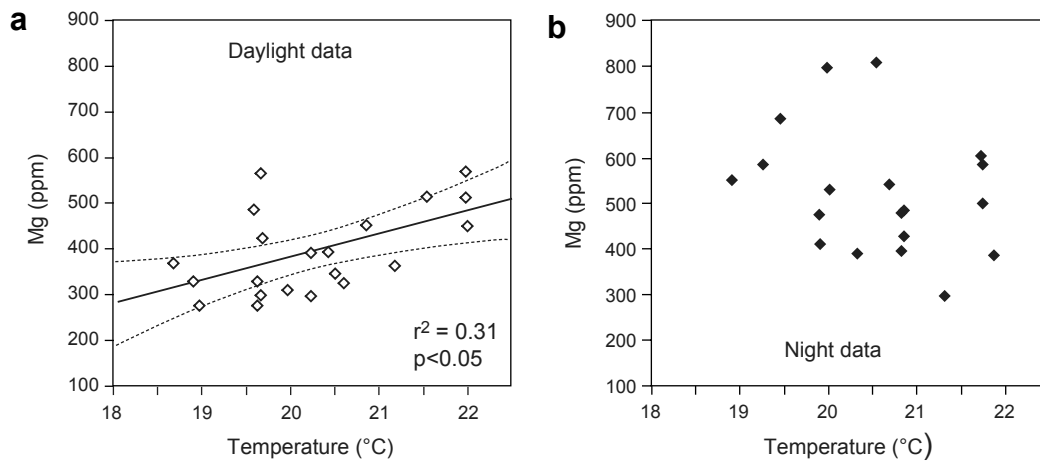 a
Daylight data
900
800
700
600
500
400
300
200
100
Mg (ppm)
r² = 0.31
p<0.05
18
19
20
21
22
Temperature (°C)
b
900
800
700
600
500
400
300
200
100
Mg (ppm)
Night data
18
19
20
21
22
Temperature (°C)